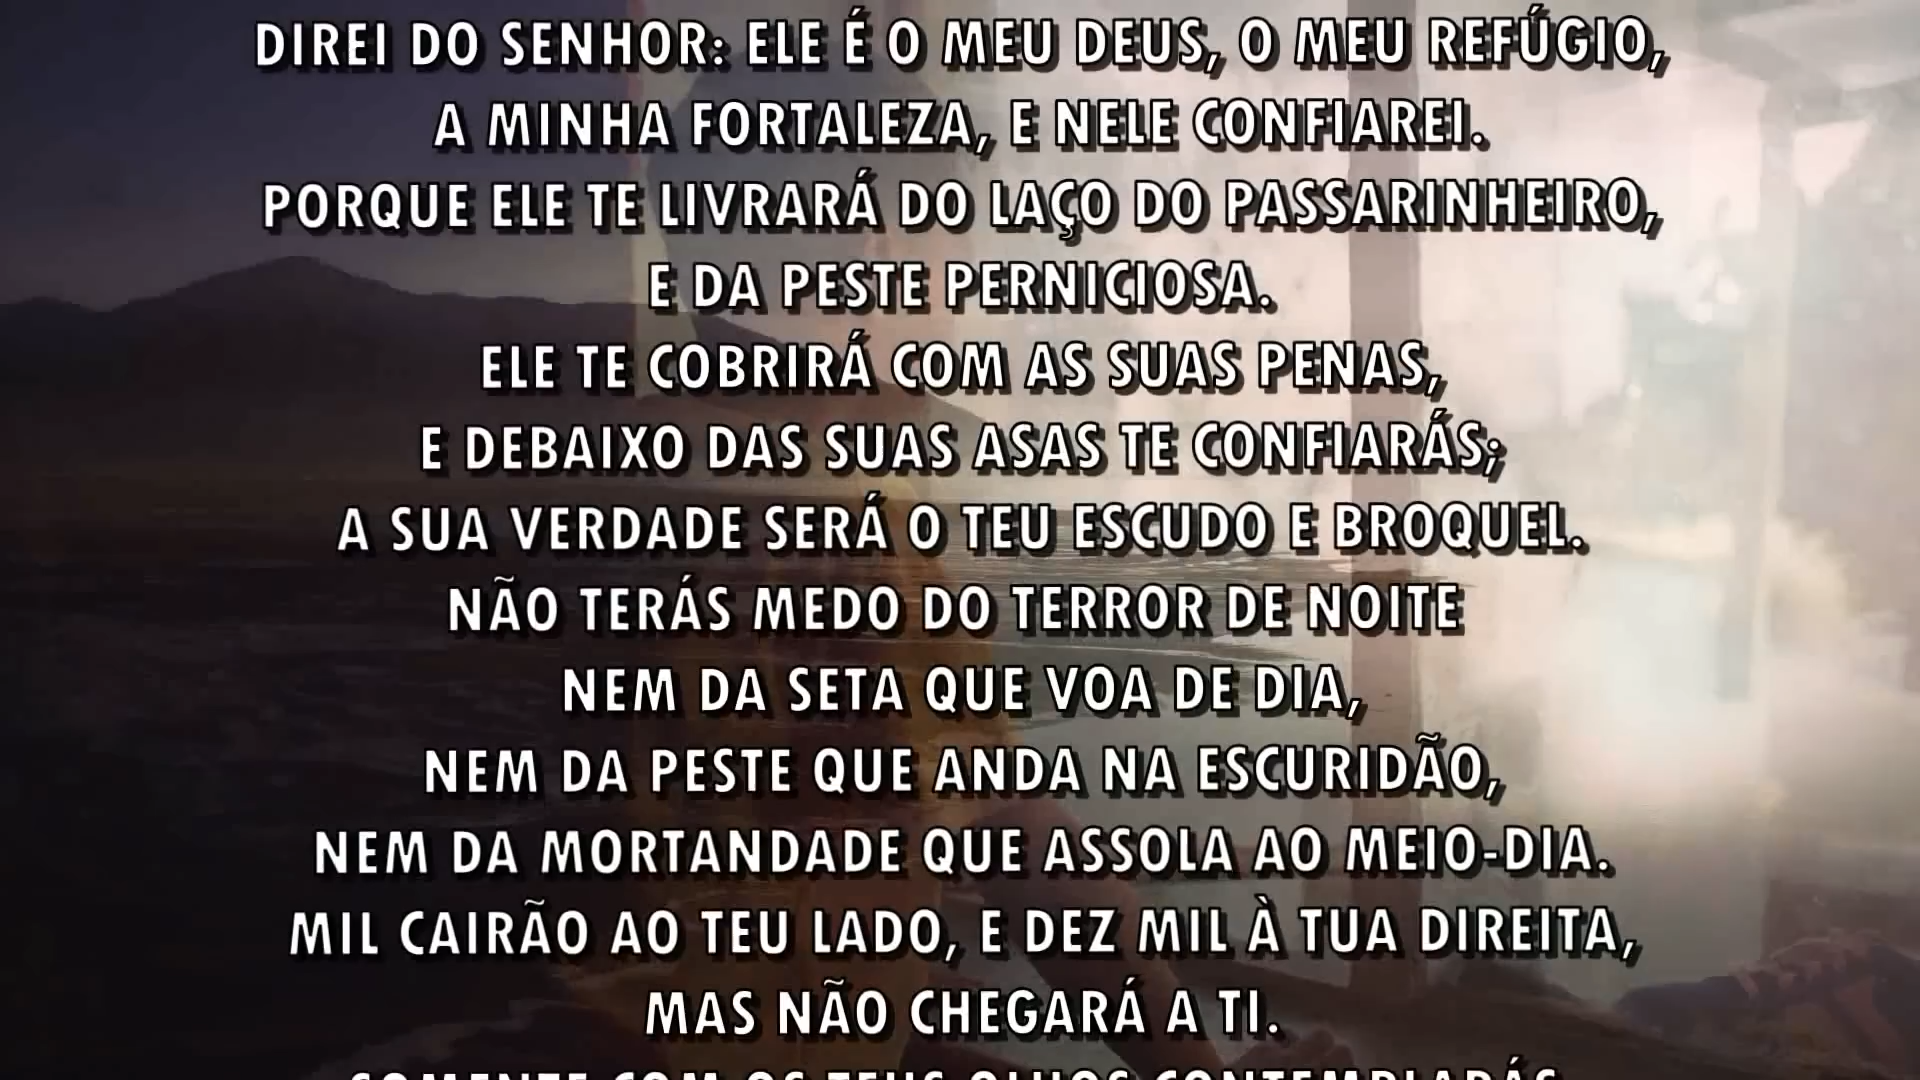 DIREI DO SENHOR: ELE É O MEU DEUS, O MEU REFÚGIO,
A MINHA FORTALEZA, E NELE CONFIAREI.
PORQUE ELE TE LIVRARÁ DO LAÇO DO PASSARINHEIRO,
E DA PESTE PERNICIOSA.
ELE TE COBRIRÁ COM AS SUAS PENAS,
E DEBAIXO DAS SUAS ASAS TE CONFIARÁS;
A SUA VERDADE SERÁ O TEU ESCUDO E BROQUEL.
NÃO TERÁS MEDO DO TERROR DE NOITE
NEM DA SETA QUE VOA DE DIA,
NEM DA PESTE QUE ANDA NA ESCURIDÃO,
NEM DA MORTANDADE QUE ASSOLA AO MEIO-DIA.
MIL CAIRÃO AO TEU LADO, E DEZ MIL À TUA DIREITA,
MAS NÃO CHEGARÁ A TI.
SOMENTE COM OS TEUS OLHOS CONTEMPLARÁS